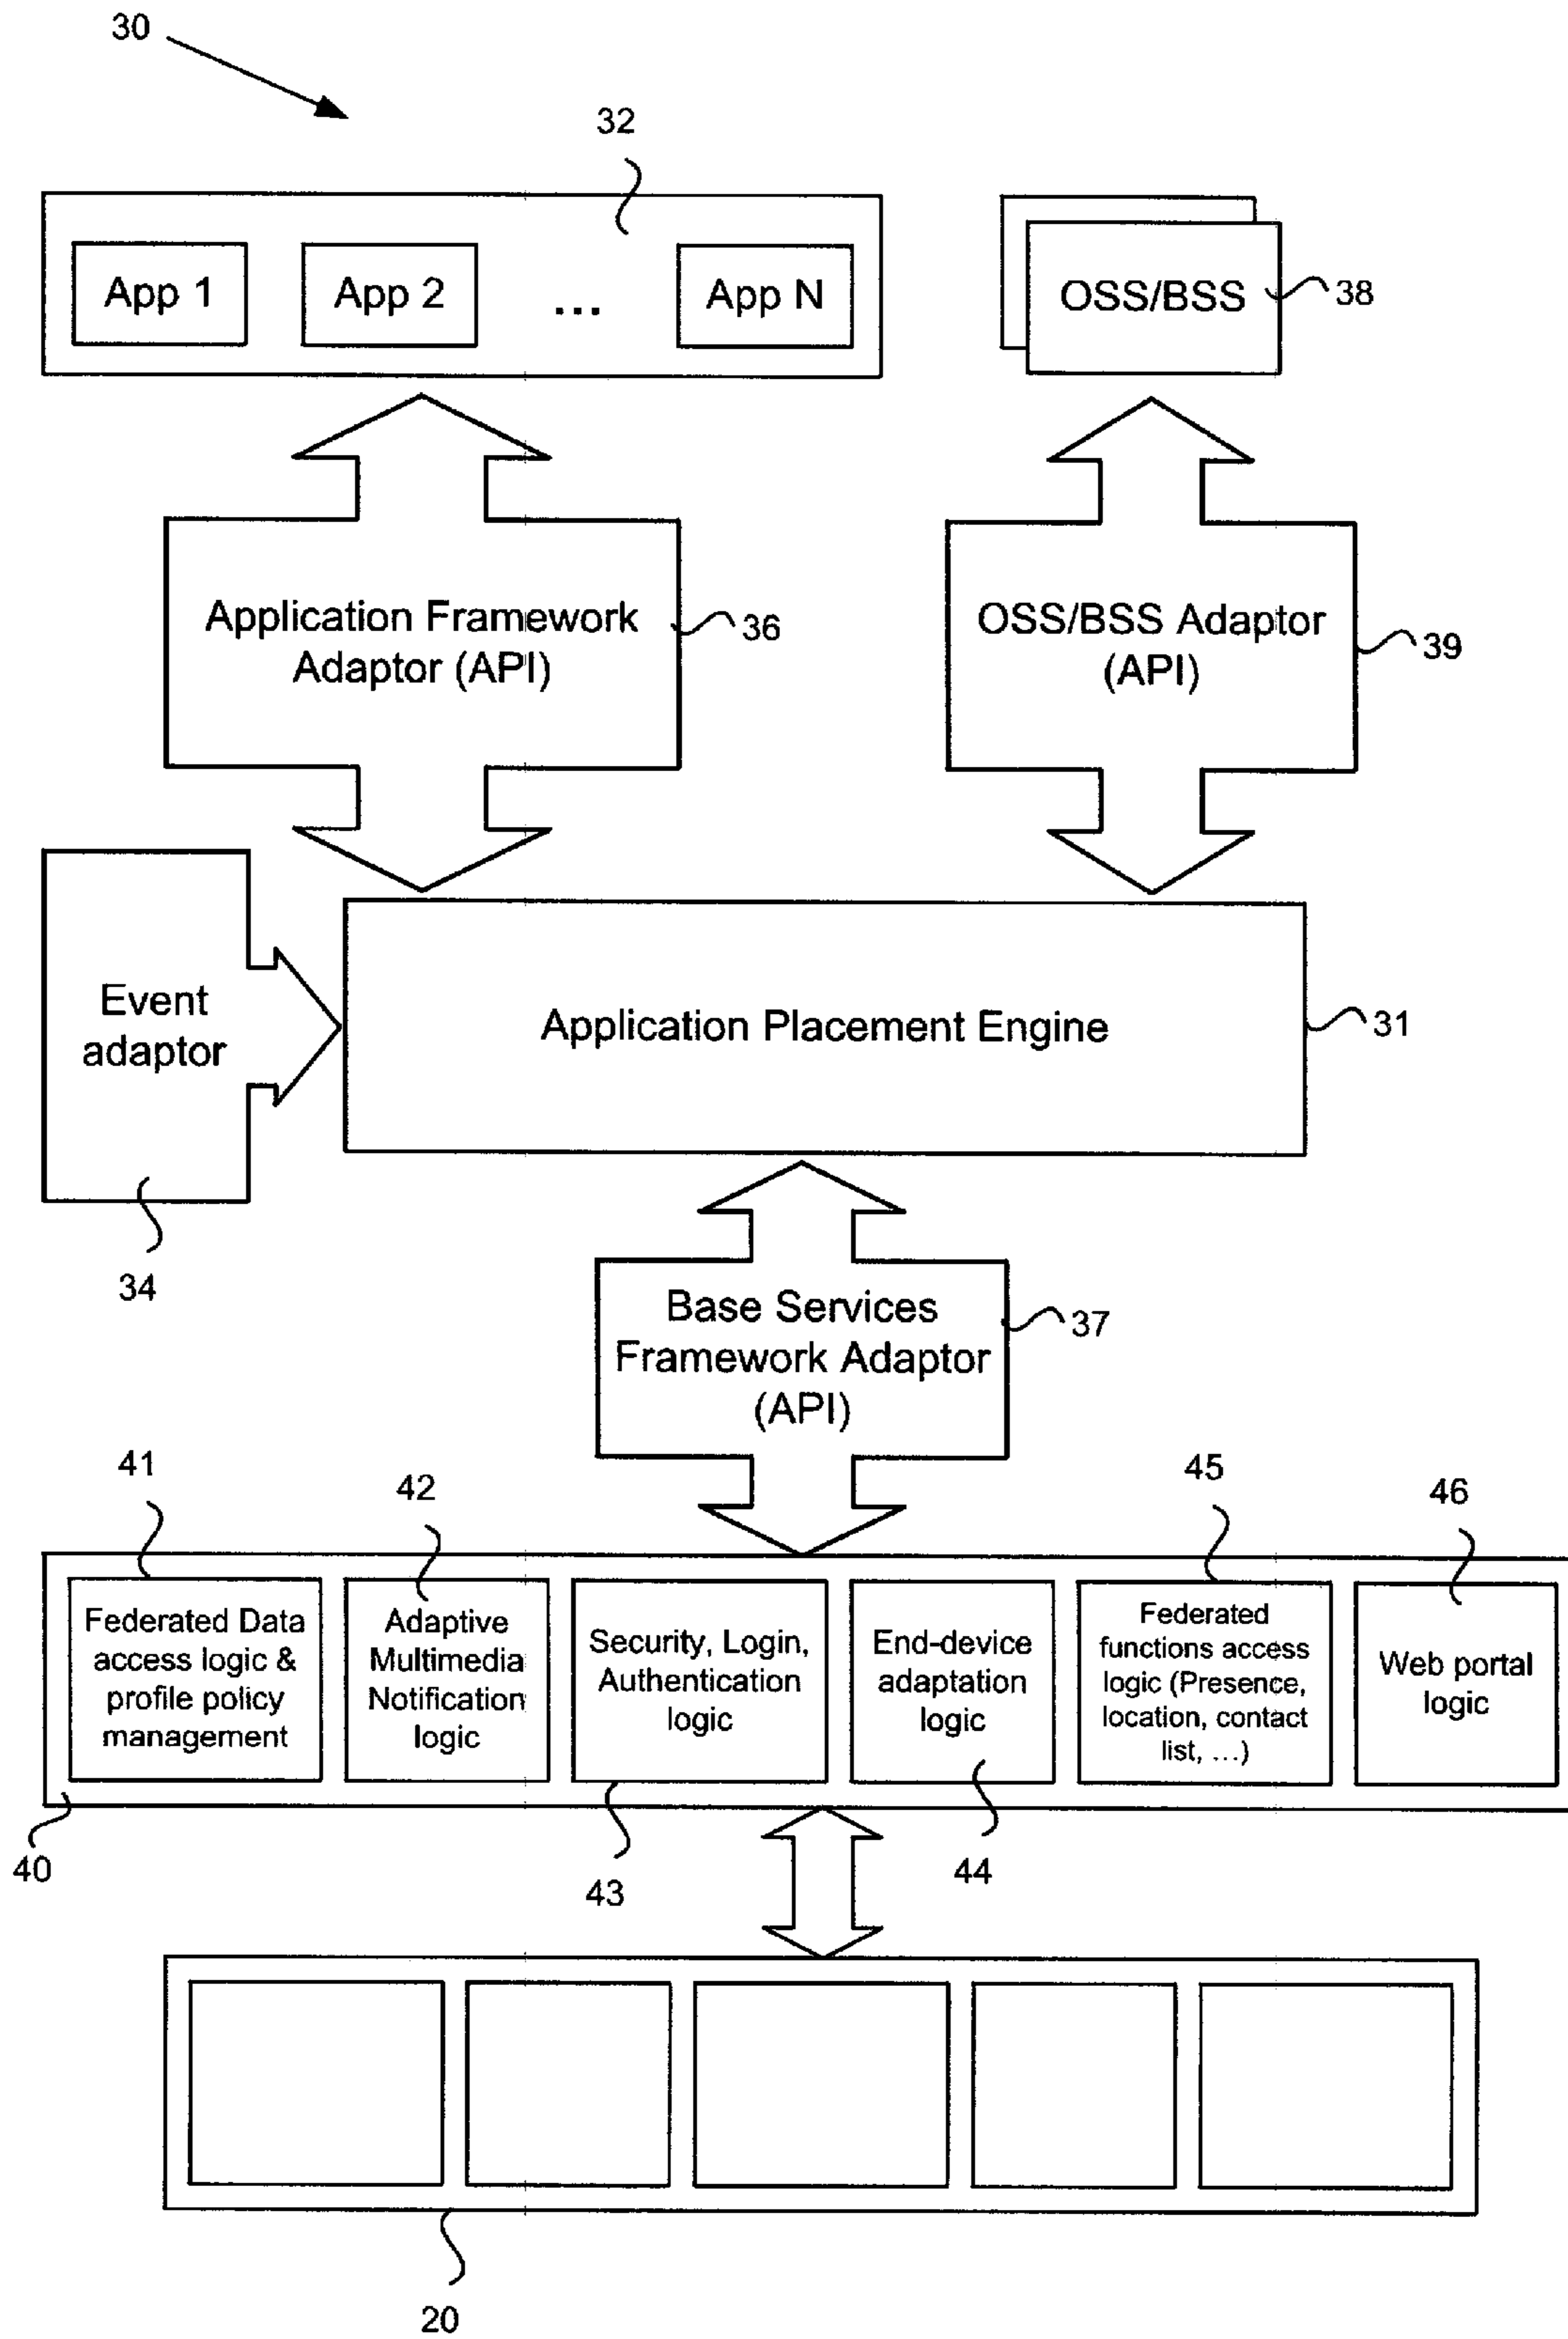 30
32
App 1
App 2
...
App N
OSS/BSS
38
Application Framework
Adaptor (API)
36
OSS/BSS Adaptor
(API)
39
Event
adaptor
34
Application Placement Engine
31
Base Services
Framework Adaptor
(API)
37
41
42
45
46
Federated Data
access logic &
profile policy
management
Adaptive
Multimedia
Notification
logic
Security, Login,
Authentication
logic
End-device
adaptation
logic
Federated
functions access
logic (Presence,
location, contact
list, ...)
Web portal
logic
40
43
44
20